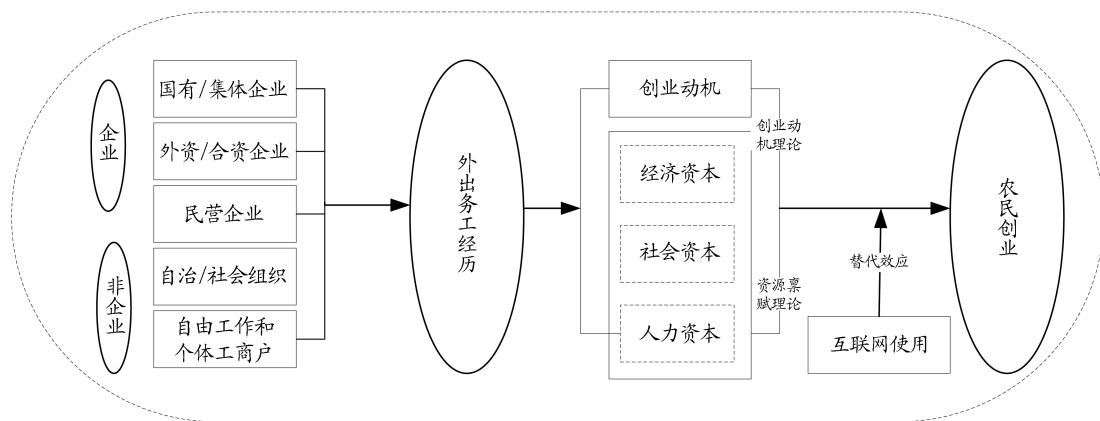 企业
非企业
国有/集体企业
外资/合资企业
民营企业
自治/社会组织
自由工作和
个体工商户
外出务工经历
创业动机
经济资本
社会资本
人力资本
创业动
机理论
资源禀
赋理论
替代效应
互联网使用
农民创业